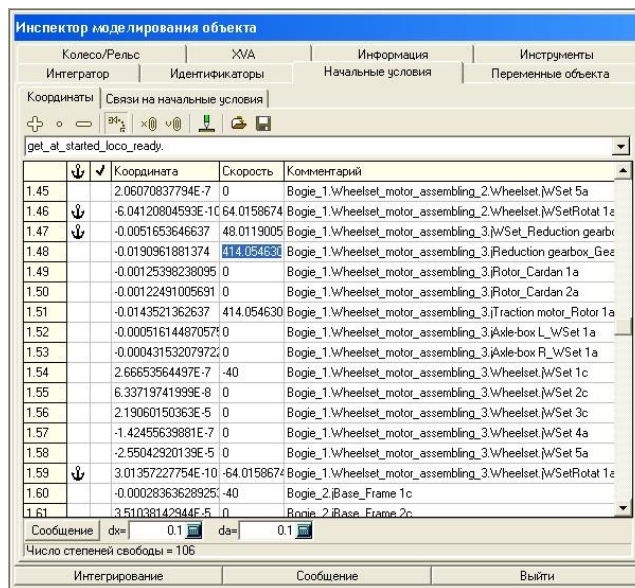 Инспектор моделирования объекта
Колесо/Рельс XVA Информация Инструменты
Интегратор Идентификаторы Начальные условия Переменные объекта
Координаты Связи на начальные условия
get_at_started_loco_ready.
Координата Скорость Комментарий
1.45 2.06070837794E-7 0 Bogie_1.Wheelset_motor_assembling_2.Wheelset.jWSet 5a
1.46 -6.04120804593E-10 64.0158674 Bogie_1.Wheelset_motor_assembling_2.Wheelset.jWSetRotat 1a
1.47 -0.0051653646637 48.0119005 Bogie_1.Wheelset_motor_assembling_3.jWSet_Reduction gearbo
1.48 -0.0190961881374 414.054630 Bogie_1.Wheelset_motor_assembling_3.jReduction gearbox_Gea
1.49 -0.00125398238095 0 Bogie_1.Wheelset_motor_assembling_3.jRotor_Cardan 1a
1.50 -0.00122491005691 0 Bogie_1.Wheelset_motor_assembling_3.jRotor_Cardan 2a
1.51 -0.0143521362637 414.054630 Bogie_1.Wheelset_motor_assembling_3.jTraction motor_Rotor 1a
1.52 -0.000516144870575 0 Bogie_1.Wheelset_motor_assembling_3.jAxle-box L_WSet 1a
1.53 -0.000431532079722 0 Bogie_1.Wheelset_motor_assembling_3.jAxle-box R_WSet 1a
1.54 2.66653564497E-7 -40 Bogie_1.Wheelset_motor_assembling_3.Wheelset.jWSet 1c
1.55 6.33719741999E-8 0 Bogie_1.Wheelset_motor_assembling_3.Wheelset.jWSet 2c
1.56 2.19060150363E-5 0 Bogie_1.Wheelset_motor_assembling_3.Wheelset.jWSet 3c
1.57 -1.42455639881E-7 0 Bogie_1.Wheelset_motor_assembling_3.Wheelset.jWSet 4a
1.58 -2.55042920139E-5 0 Bogie_1.Wheelset_motor_assembling_3.Wheelset.jWSet 5a
1.59 3.01357227754E-10 -64.0158674 Bogie_1.Wheelset_motor_assembling_3.Wheelset.jWSetRotat 1a
1.60 -0.000283636289253 -40 Bogie_2.jBase_Frame 1c
1.61 3.51038142944E-5 0 Bogie_2.jBase_Frame 2c
Сообщение dx= 0.1 da= 0.1
Число степеней свободы = 106
Интегрирование Сообщение Выйти